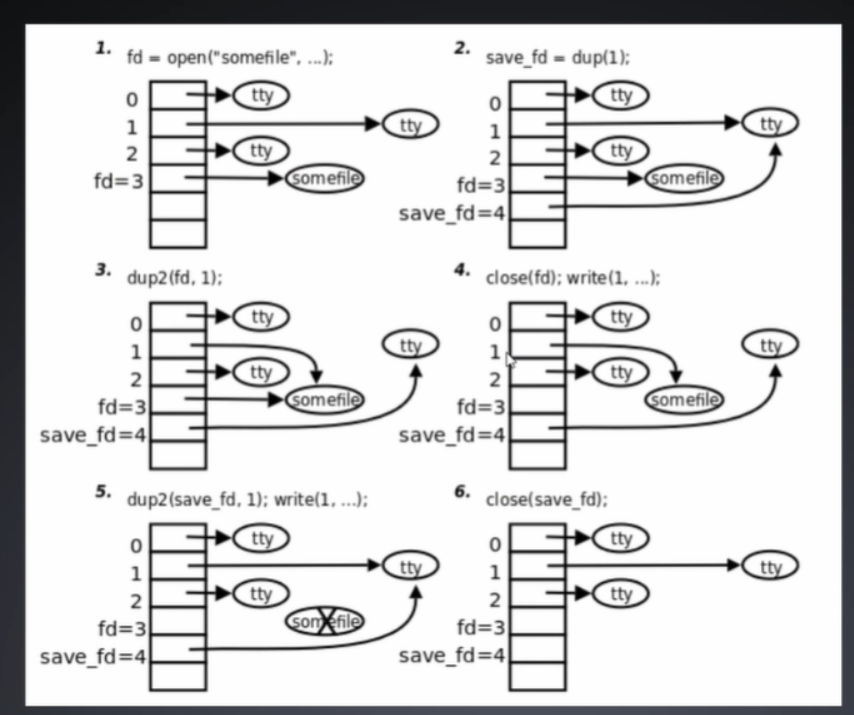 1. fd = open("somefile", ...);
0 tty
1 tty
2 tty
fd=3 somefile
2. save_fd = dup(1);
0 tty
1 tty
2 tty
fd=3 somefile
save_fd=4
3. dup2(fd, 1);
0 tty
1 tty
2 tty
fd=3 somefile
save_fd=4
4. close(fd); write(1, ...);
0 tty
1 tty
2 tty
fd=3 somefile
save_fd=4
5. dup2(save_fd, 1); write(1, ...);
0 tty
1 tty
2 tty
fd=3 somefile
save_fd=4
6. close(save_fd);
0 tty
1 tty
2 tty
fd=3
save_fd=4